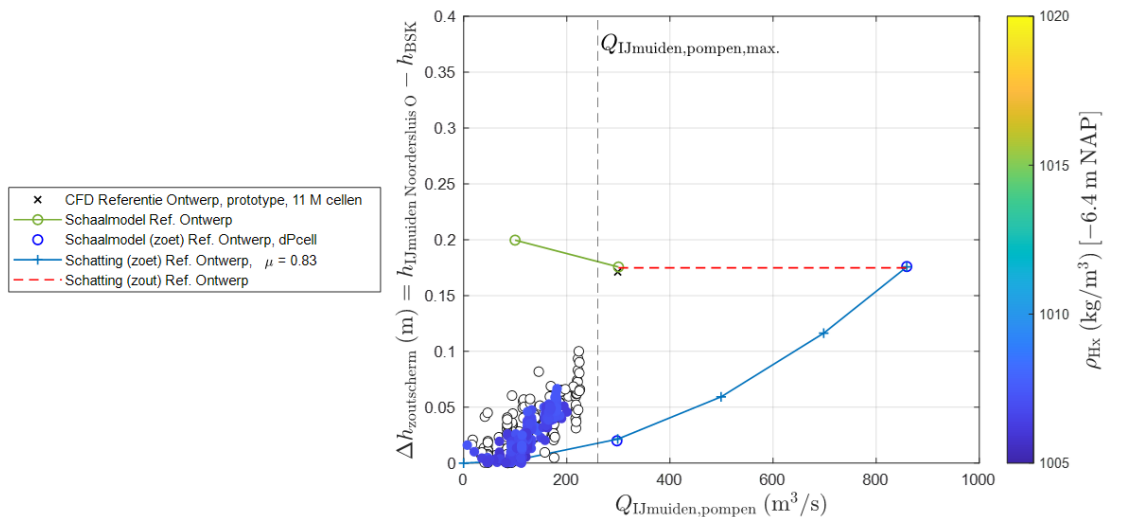 CFD Referentie Ontwerp, prototype, 11 M cellen
Schaalmodel Ref. Ontwerp
Schaalmodel (zoet) Ref. Ontwerp, dPcell
Schatting (zoet) Ref. Ontwerp, μ = 0.83
Schatting (zout) Ref. Ontwerp
Δh_zoutscherm (m) = h_IJmuiden Noordersluis O − h_BSK
0.4
0.35
0.3
0.25
0.2
0.15
0.1
0.05
0
Q_IJmuiden,pompen,max.
0
200
400
600
800
1000
Q_IJmuiden,pompen (m³/s)
1020
1015
1010
1005
ρ_Hx (kg/m³) [−6.4 m NAP]